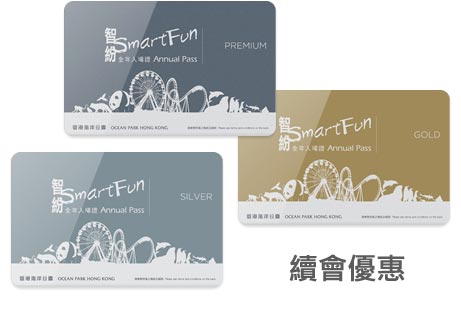 智紛
SmartFun
全年入場證 Annual Pass
PREMIUM
香港海洋公園 OCEAN PARK HONG KONG
智紛
SmartFun
全年入場證 Annual Pass
GOLD
香港海洋公園 OCEAN PARK HONG KONG
智紛
SmartFun
全年入場證 Annual Pass
SILVER
香港海洋公園 OCEAN PARK HONG KONG
續會優惠